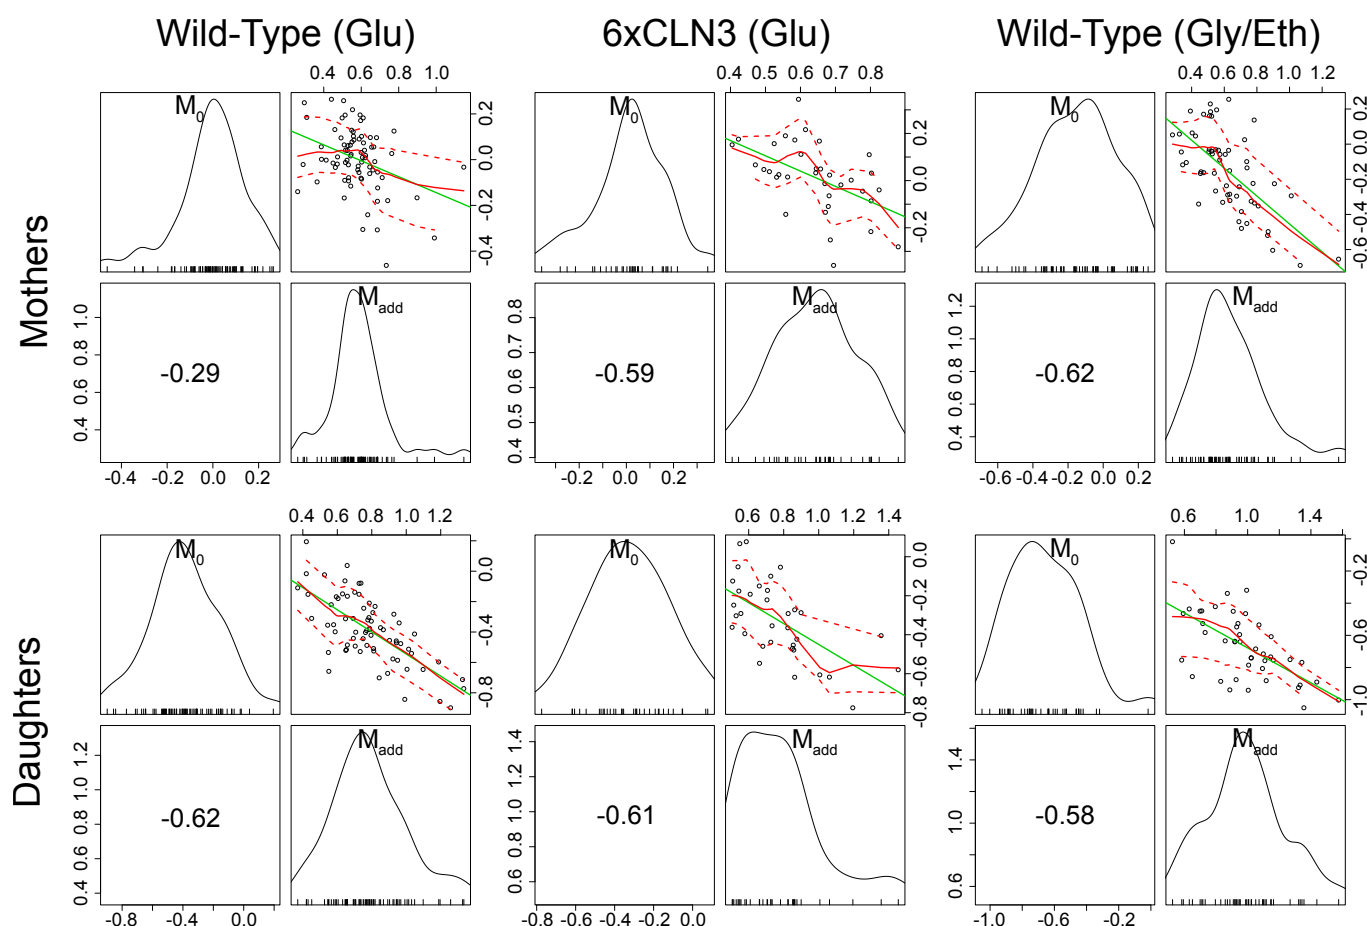 Wild-Type (Glu) 6xCLN3 (Glu) Wild-Type (Gly/Eth)
0.4 0.6 0.8 1.0 0.4 0.5 0.6 0.7 0.8 0.4 0.6 0.8 1.0 1.2
Mothers
M0 M0 M0
0.2 0.0 -0.2 -0.4
0.2 0.0 -0.2
0.2 0.0 -0.2 -0.4 -0.6
Madd Madd Madd
1.0 0.8 0.6 0.4
0.8 0.7 0.6 0.5 0.4
1.2 1.0 0.8 0.6 0.4
-0.29 -0.59 -0.62
-0.4 -0.2 0.0 0.2 -0.3 0.0 0.2 -0.6 -0.4 -0.2 0.0 0.2
0.4 0.6 0.8 1.0 1.2 0.6 0.8 1.0 1.2 1.4 0.6 1.0 1.4
Daughters
M0 M0 M0
0.0 -0.4 -0.8
0.0 -0.2 -0.4 -0.6 -0.8
-0.2 -0.6 -1.0
Madd Madd Madd
1.2 1.0 0.8 0.6 0.4
1.4 1.2 1.0 0.8 0.6
1.4 1.0 0.6
-0.62 -0.61 -0.58
-0.8 -0.4 0.0 -0.8 -0.6 -0.4 -0.2 0.0 -1.0 -0.6 -0.2